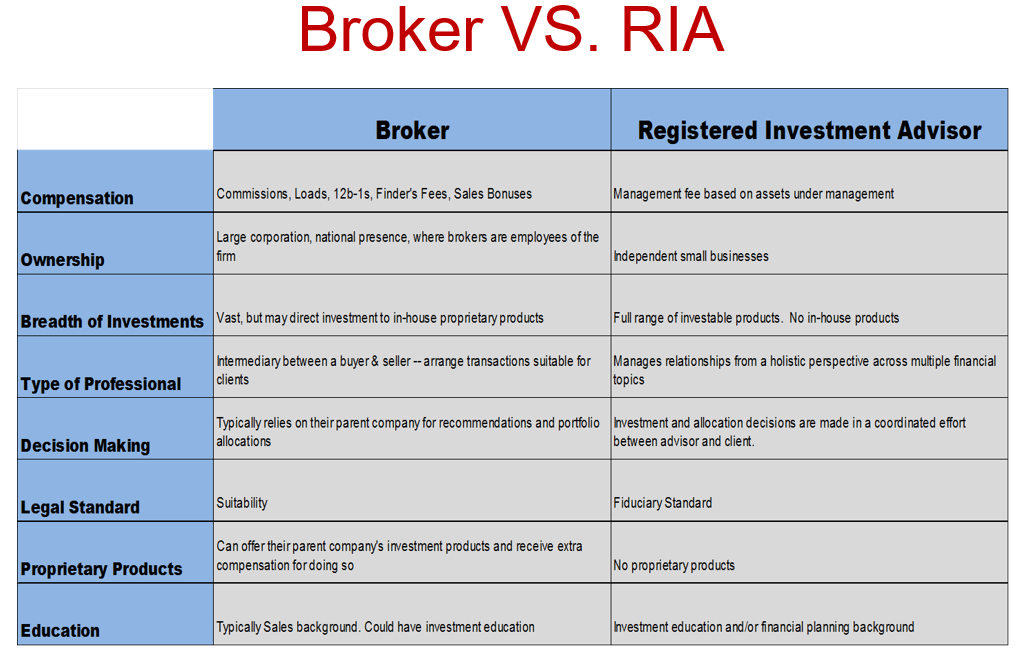 Broker VS. RIA
Broker
Registered Investment Advisor
Compensation
Commissions, Loads, 12b-1s, Finder's Fees, Sales Bonuses
Management fee based on assets under management
Ownership
Large corporation, national presence, where brokers are employees of the
firm
Independent small businesses
Breadth of Investments
Vast, but may direct investment to in-house proprietary products
Full range of investable products.  No in-house products
Type of Professional
Intermediary between a buyer & seller -- arrange transactions suitable for
clients
Manages relationships from a holistic perspective across multiple financial
topics
Decision Making
Typically relies on their parent company for recommendations and portfolio
allocations
Investment and allocation decisions are made in a coordinated effort
between advisor and client.
Legal Standard
Suitability
Fiduciary Standard
Proprietary Products
Can offer their parent company's investment products and receive extra
compensation for doing so
No proprietary products
Education
Typically Sales background. Could have investment education
Investment education and/or financial planning background